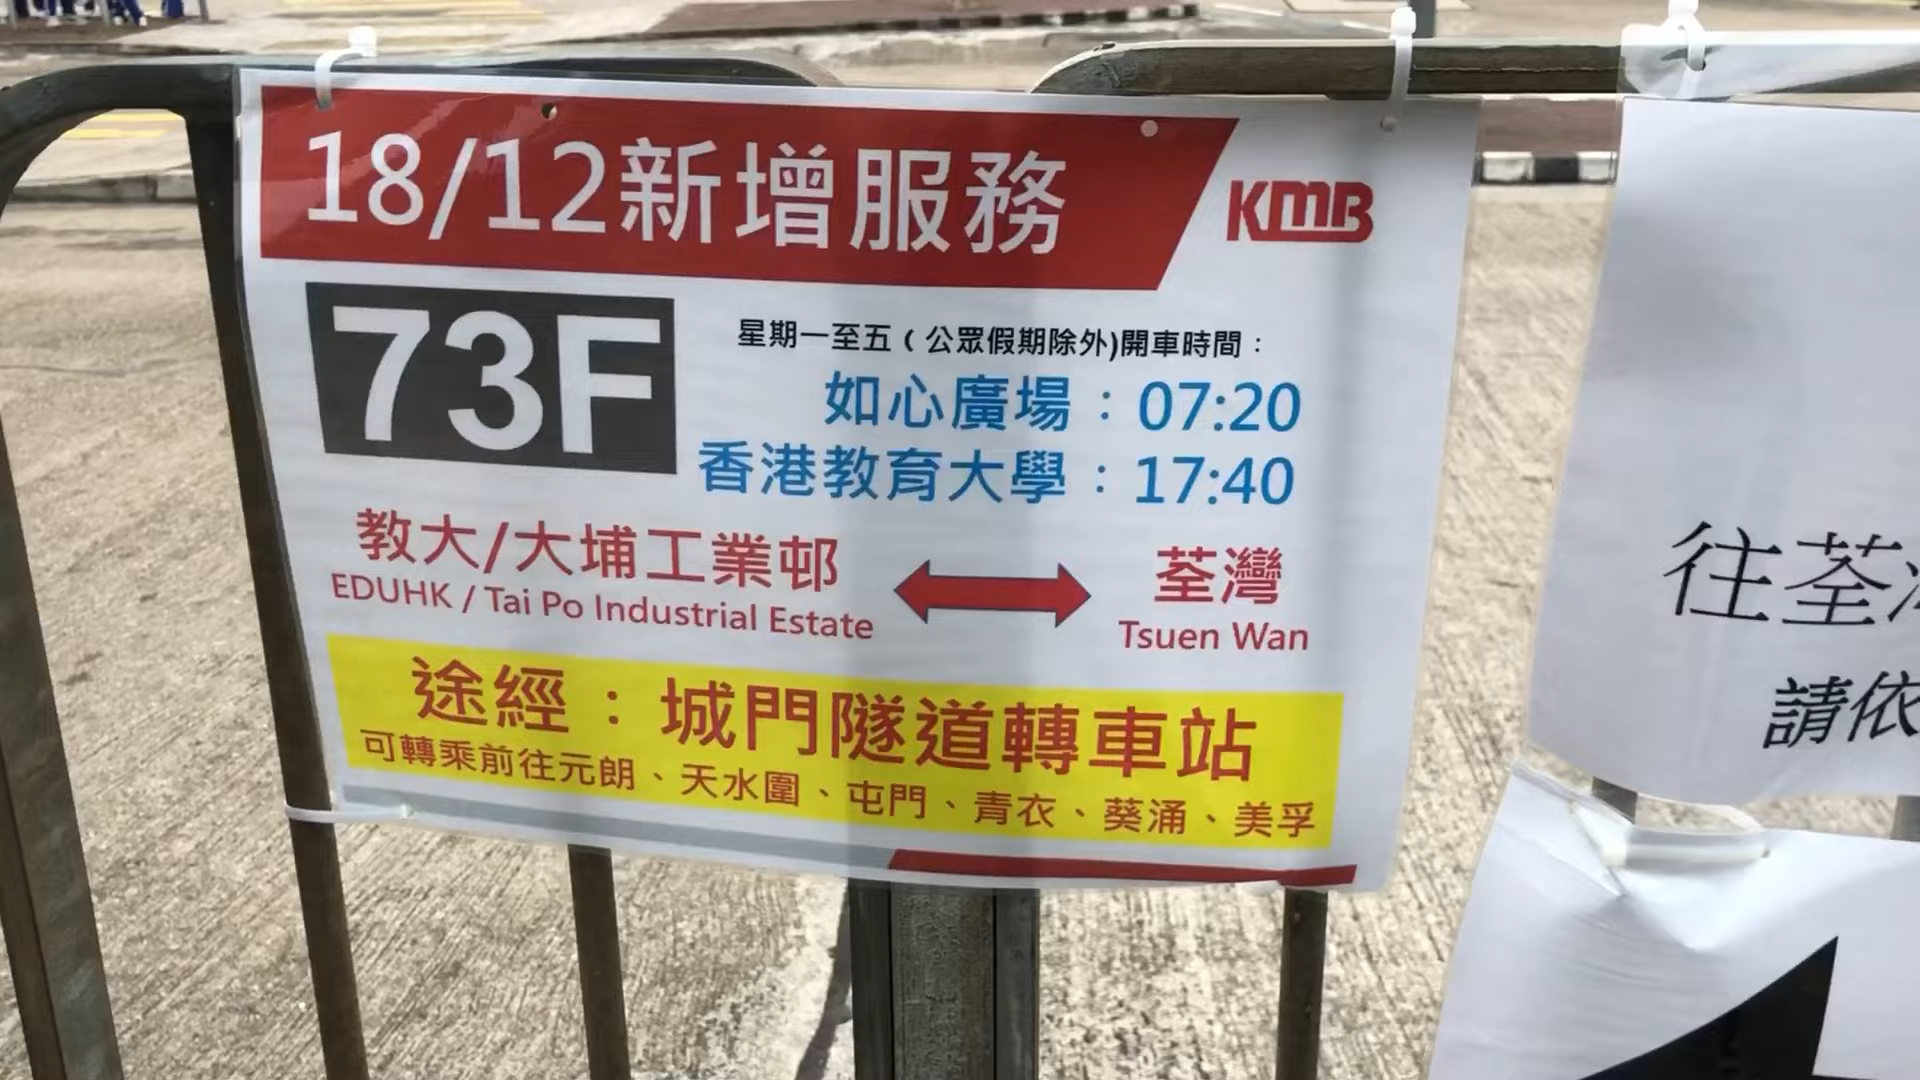 18/12新增服務
KMB
73F
星期一至五 ( 公眾假期除外)開車時間：
如心廣場：07:20
香港教育大學：17:40
教大/大埔工業邨
EDUHK / Tai Po Industrial Estate
荃灣
Tsuen Wan
途經：城門隧道轉車站
可轉乘前往元朗、天水圍、屯門、青衣、葵涌、美孚
往荃
請依